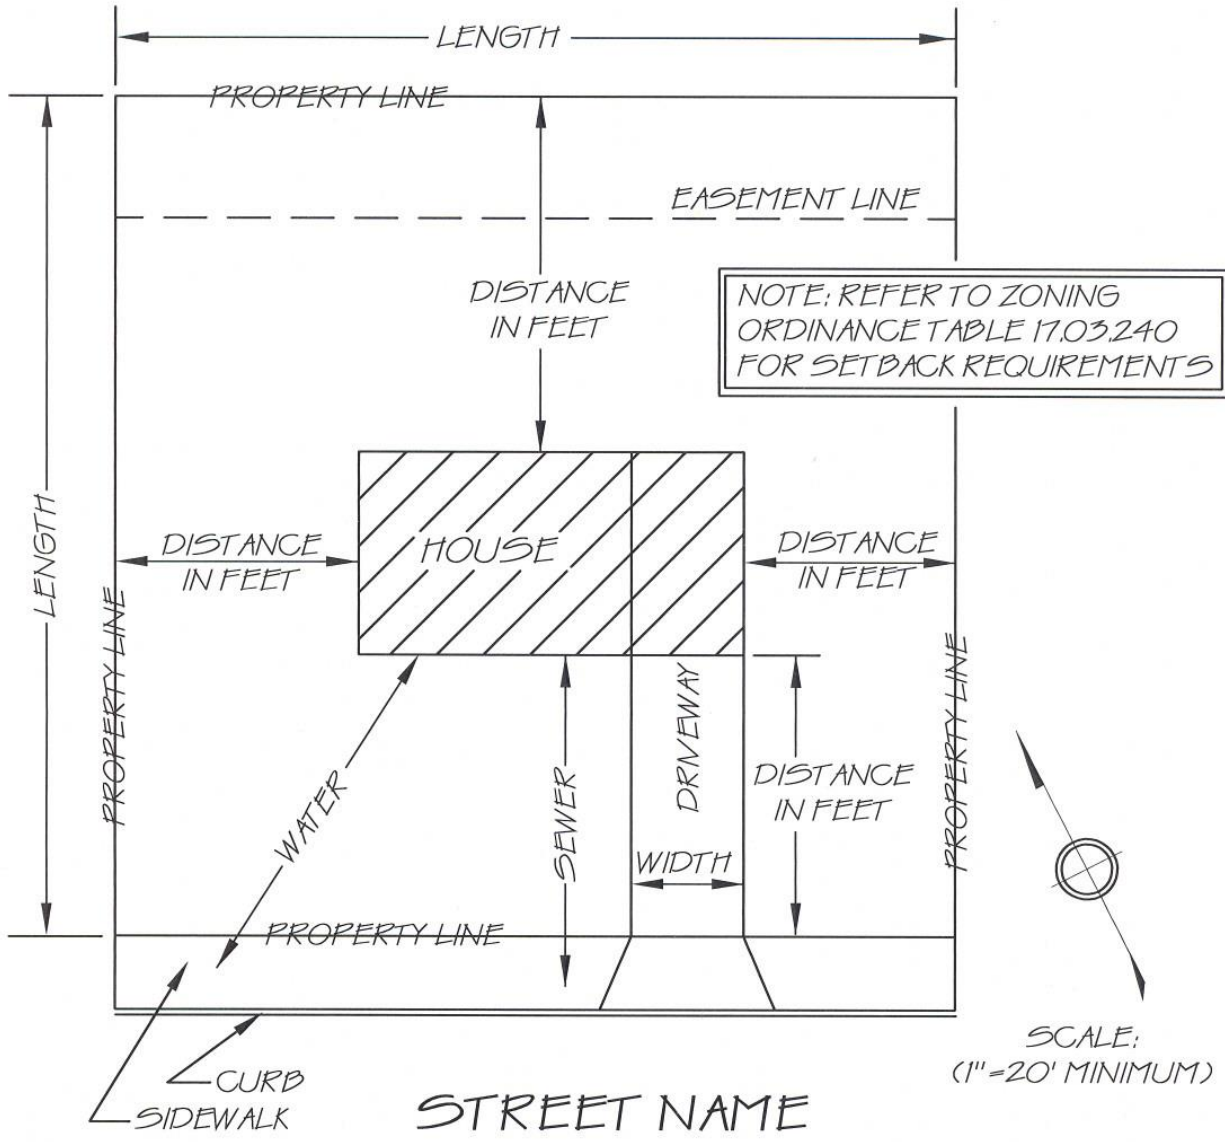 LENGTH
PROPERTY LINE
EASEMENT LINE
DISTANCE
IN FEET
NOTE: REFER TO ZONING
ORDINANCE TABLE 17.03.240
FOR SETBACK REQUIREMENTS
LENGTH
DISTANCE
IN FEET
HOUSE
DISTANCE
IN FEET
PROPERTY LINE
PROPERTY LINE
WATER
SEWER
DRIVEWAY
DISTANCE
IN FEET
WIDTH
PROPERTY LINE
CURB
SIDEWALK
STREET NAME
SCALE:
(1"=20' MINIMUM)